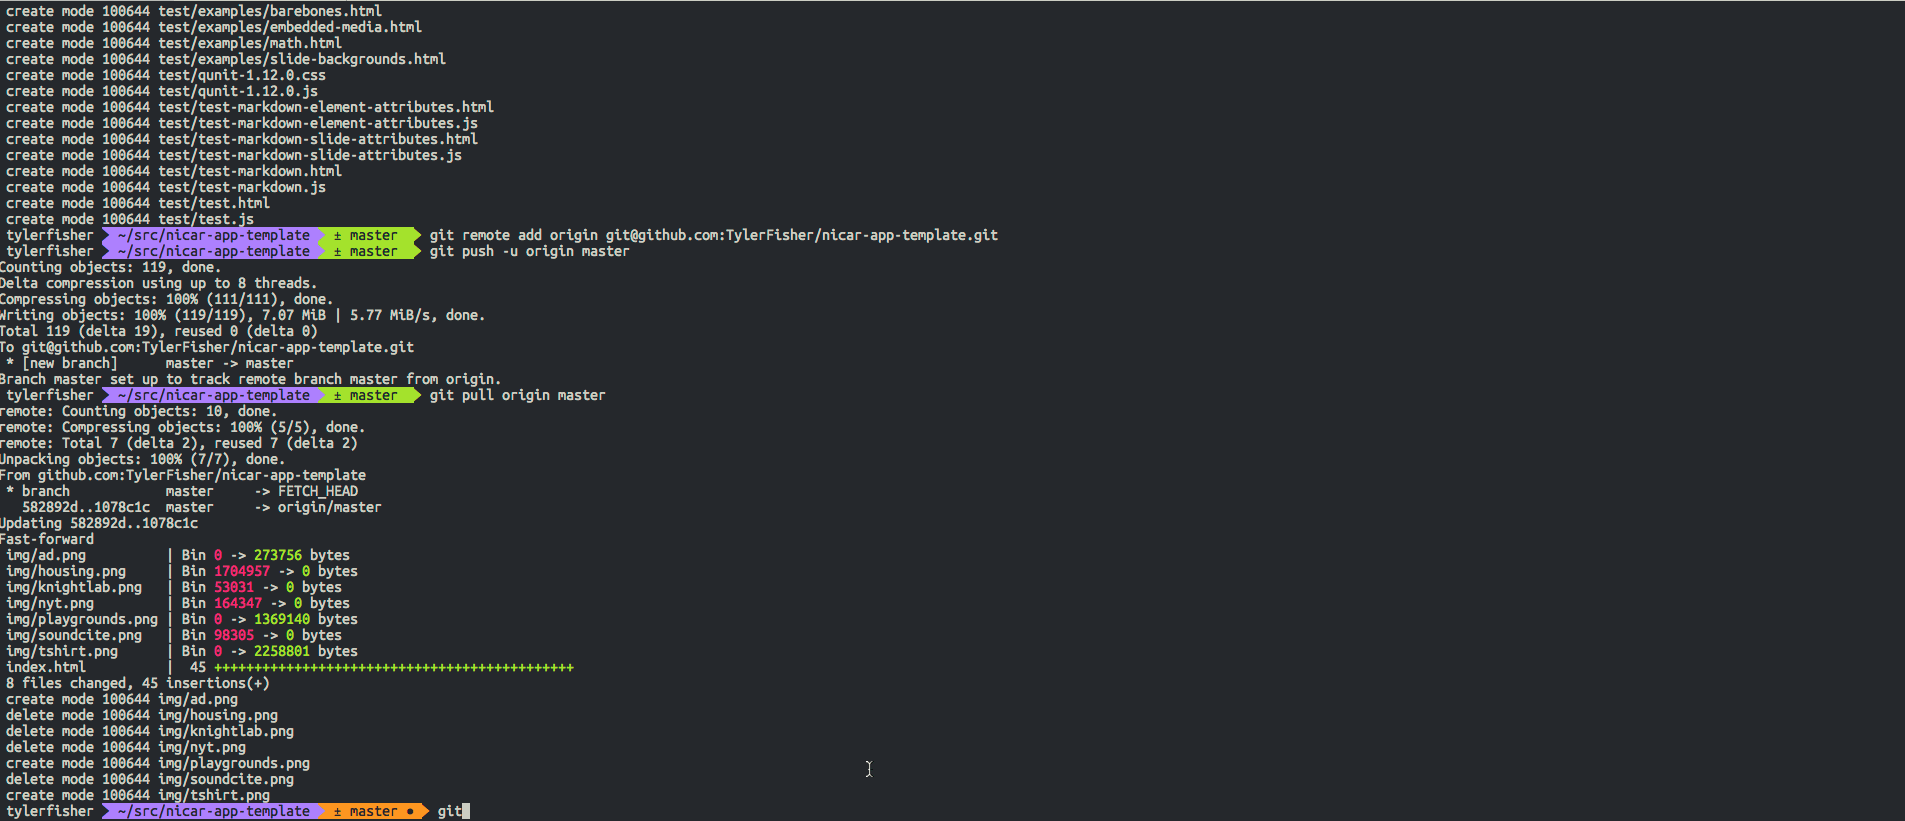 create mode 100644 test/examples/barebones.html
create mode 100644 test/examples/embedded-media.html
create mode 100644 test/examples/math.html
create mode 100644 test/examples/slide-backgrounds.html
create mode 100644 test/qunit-1.12.0.css
create mode 100644 test/qunit-1.12.0.js
create mode 100644 test/test-markdown-element-attributes.html
create mode 100644 test/test-markdown-element-attributes.js
create mode 100644 test/test-markdown-slide-attributes.html
create mode 100644 test/test-markdown-slide-attributes.js
create mode 100644 test/test-markdown.html
create mode 100644 test/test-markdown.js
create mode 100644 test/test.html
create mode 100644 test/test.js
tylerfisher ~/src/nicar-app-template ± master git remote add origin git@github.com:TylerFisher/nicar-app-template.git
tylerfisher ~/src/nicar-app-template ± master git push -u origin master
Counting objects: 119, done.
Delta compression using up to 8 threads.
Compressing objects: 100% (111/111), done.
Writing objects: 100% (119/119), 7.07 MiB | 5.77 MiB/s, done.
Total 119 (delta 19), reused 0 (delta 0)
To git@github.com:TylerFisher/nicar-app-template.git
* [new branch] master -> master
Branch master set up to track remote branch master from origin.
tylerfisher ~/src/nicar-app-template ± master git pull origin master
remote: Counting objects: 10, done.
remote: Compressing objects: 100% (5/5), done.
remote: Total 7 (delta 2), reused 7 (delta 2)
Unpacking objects: 100% (7/7), done.
From github.com:TylerFisher/nicar-app-template
* branch master -> FETCH_HEAD
582892d..1078c1c master -> origin/master
Updating 582892d..1078c1c
Fast-forward
img/ad.png | Bin 0 -> 273756 bytes
img/housing.png | Bin 1704957 -> 0 bytes
img/knightlab.png | Bin 53031 -> 0 bytes
img/nyt.png | Bin 164347 -> 0 bytes
img/playgrounds.png | Bin 0 -> 1369140 bytes
img/soundcite.png | Bin 98305 -> 0 bytes
img/tshirt.png | Bin 0 -> 2258801 bytes
index.html | 45 +++++++++++++++++++++++++++++++++++++++++++++
8 files changed, 45 insertions(+)
create mode 100644 img/ad.png
delete mode 100644 img/housing.png
delete mode 100644 img/knightlab.png
delete mode 100644 img/nyt.png
create mode 100644 img/playgrounds.png
delete mode 100644 img/soundcite.png
create mode 100644 img/tshirt.png
tylerfisher ~/src/nicar-app-template ± master • git